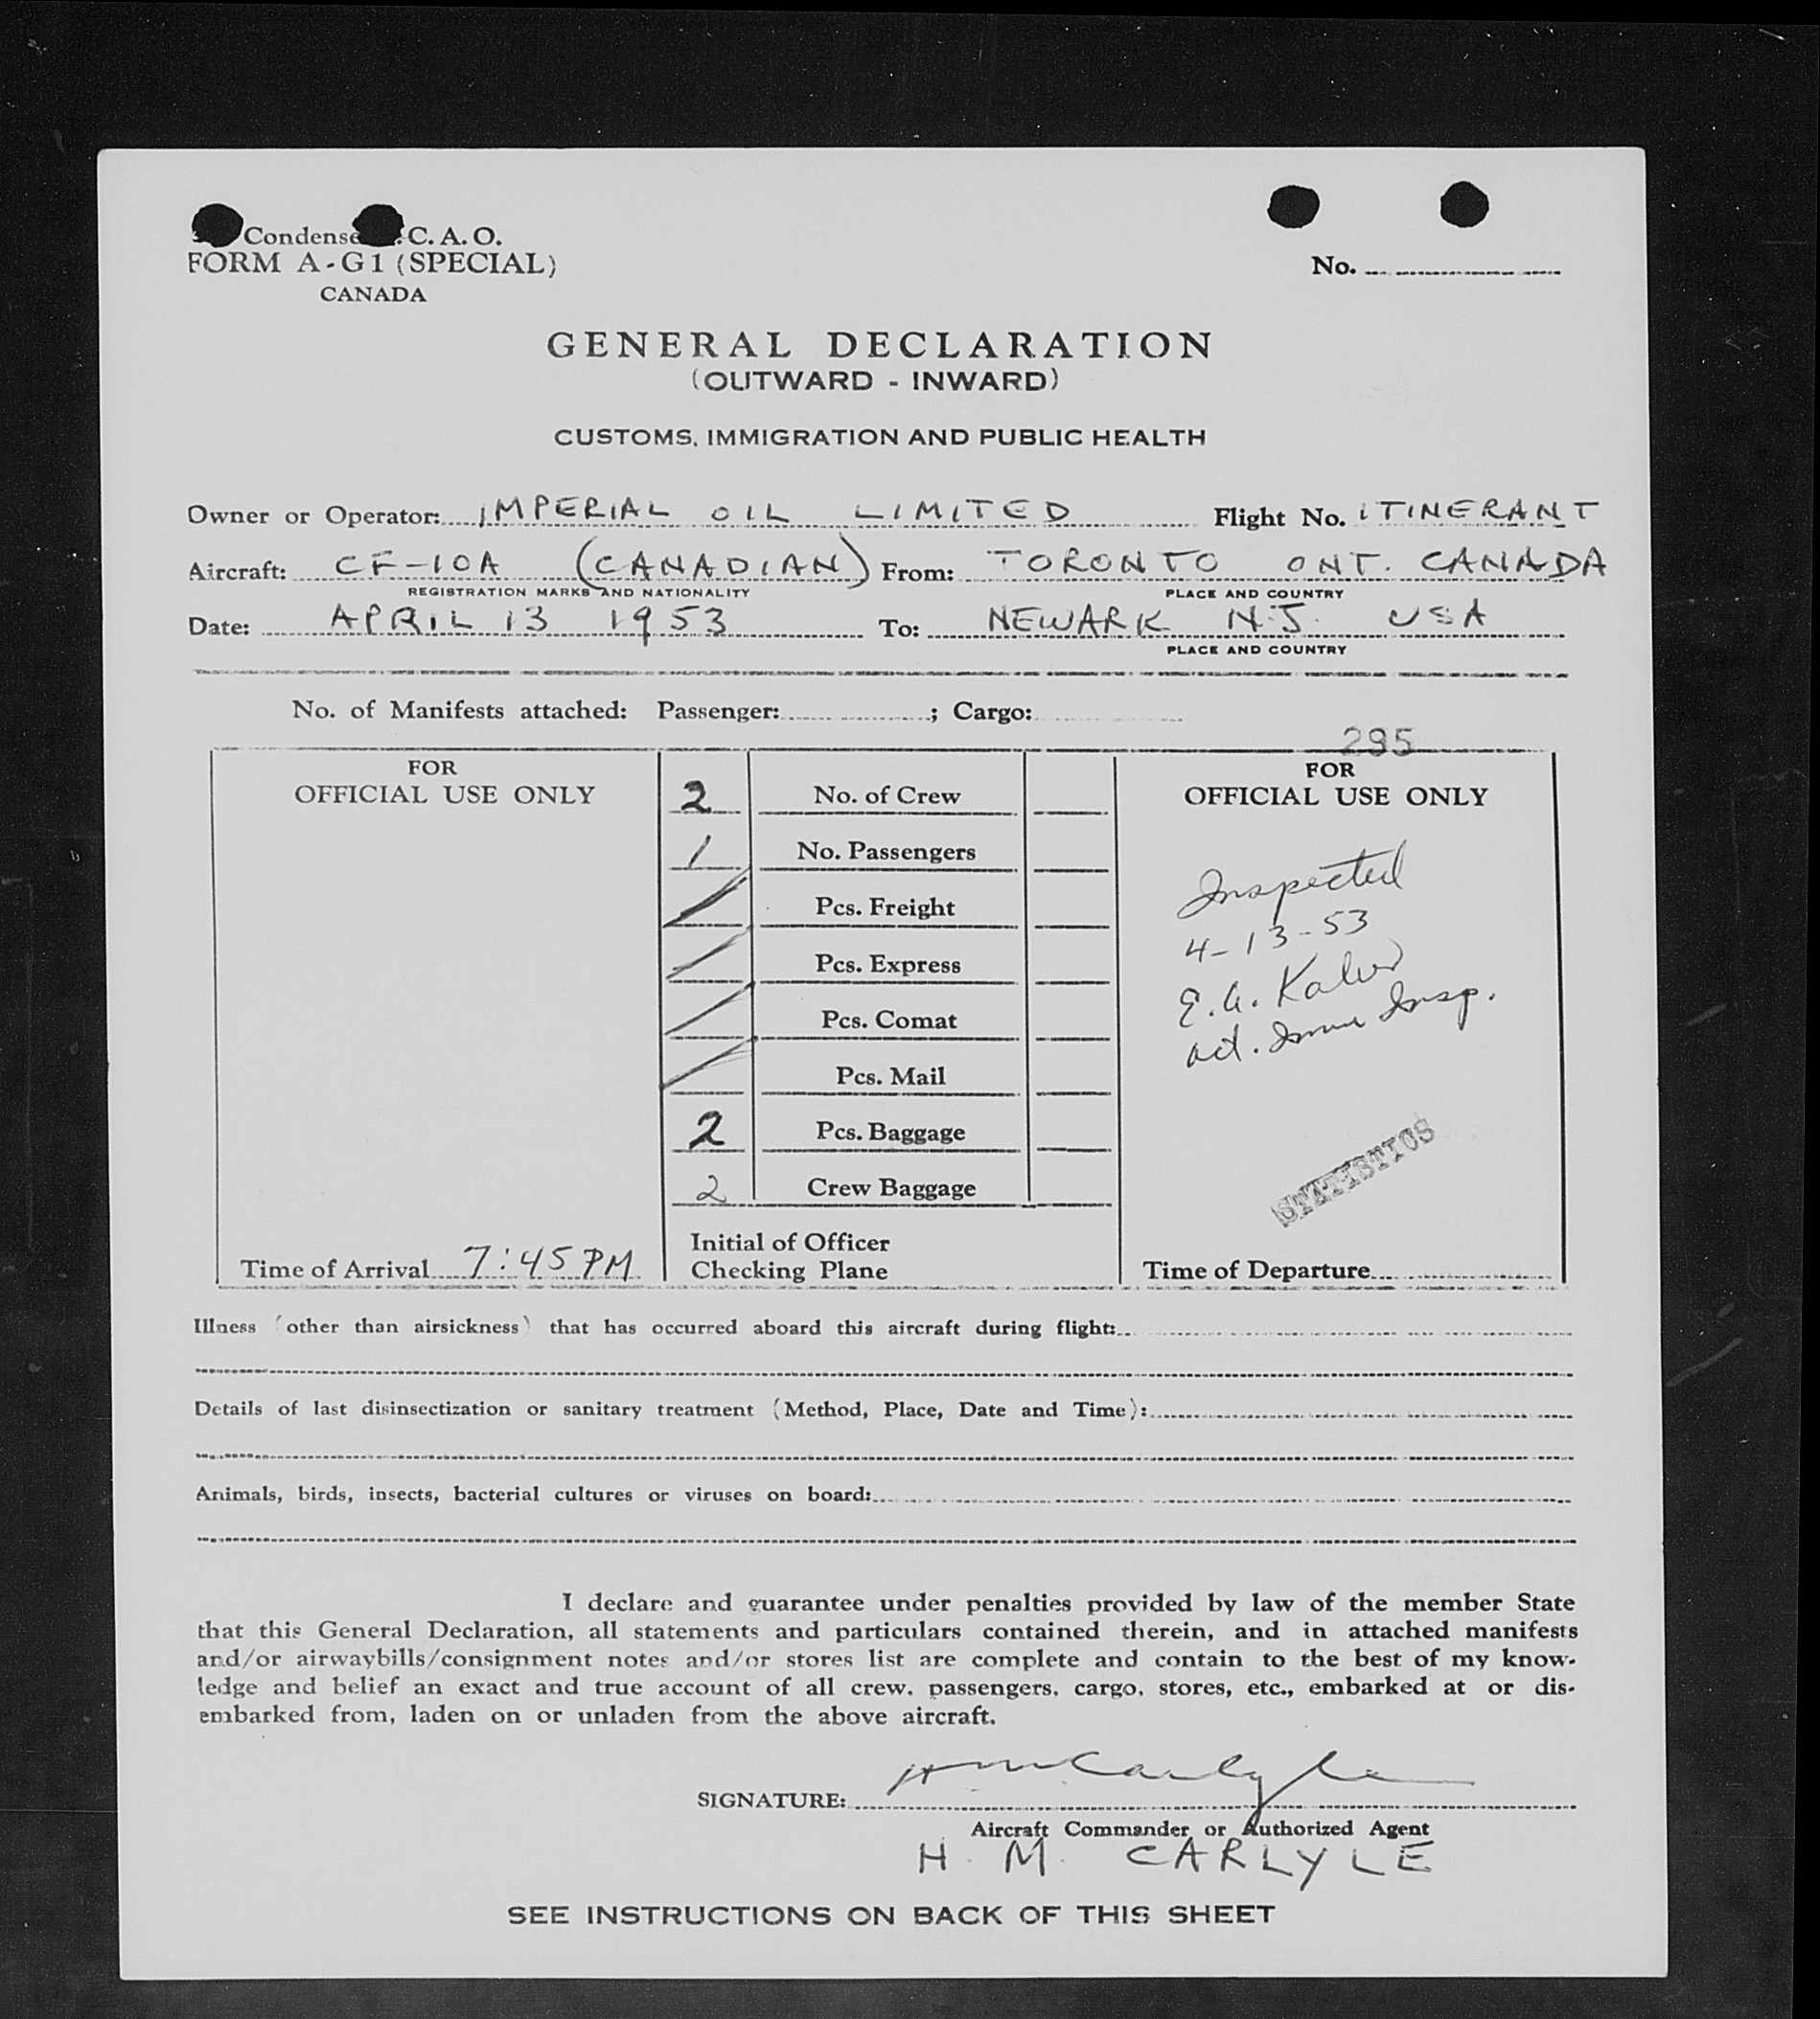 Condense C. A. O.
FORM A-G1 (SPECIAL)
CANADA
No.
GENERAL DECLARATION
(OUTWARD - INWARD)
CUSTOMS, IMMIGRATION AND PUBLIC HEALTH
Owner or Operator: IMPERIAL OIL LIMITED Flight No. ITINERANT
Aircraft: CF-IOA (CANADIAN) From: TORONTO ONT. CANADA
REGISTRATION MARKS AND NATIONALITY PLACE AND COUNTRY
Date: APRIL 13 1953 To: NEWARK N.J. USA
PLACE AND COUNTRY
No. of Manifests attached: Passenger: ; Cargo:
295
FOR
OFFICIAL USE ONLY
2 No. of Crew
1 No. Passengers
Pcs. Freight
Pcs. Express
Pcs. Comat
Pcs. Mail
2 Pcs. Baggage
2 Crew Baggage
Time of Arrival 7:45 PM
Initial of Officer
Checking Plane
FOR
OFFICIAL USE ONLY
Inspected
4-13-53
E.G.
act. Imm Insp.
STATISTICS
Time of Departure
Illness (other than airsickness) that has occurred aboard this aircraft during flight:
Details of last disinsectization or sanitary treatment (Method, Place, Date and Time):
Animals, birds, insects, bacterial cultures or viruses on board:
I declare and guarantee under penalties provided by law of the member State
that this General Declaration, all statements and particulars contained therein, and in attached manifests
and/or airwaybills/consignment notes and/or stores list are complete and contain to the best of my know-
ledge and belief an exact and true account of all crew, passengers, cargo, stores, etc., embarked at or dis-
embarked from, laden on or unladen from the above aircraft.
SIGNATURE: H M Carlyle
Aircraft Commander or Authorized Agent
H. M. CARLYLE
SEE INSTRUCTIONS ON BACK OF THIS SHEET